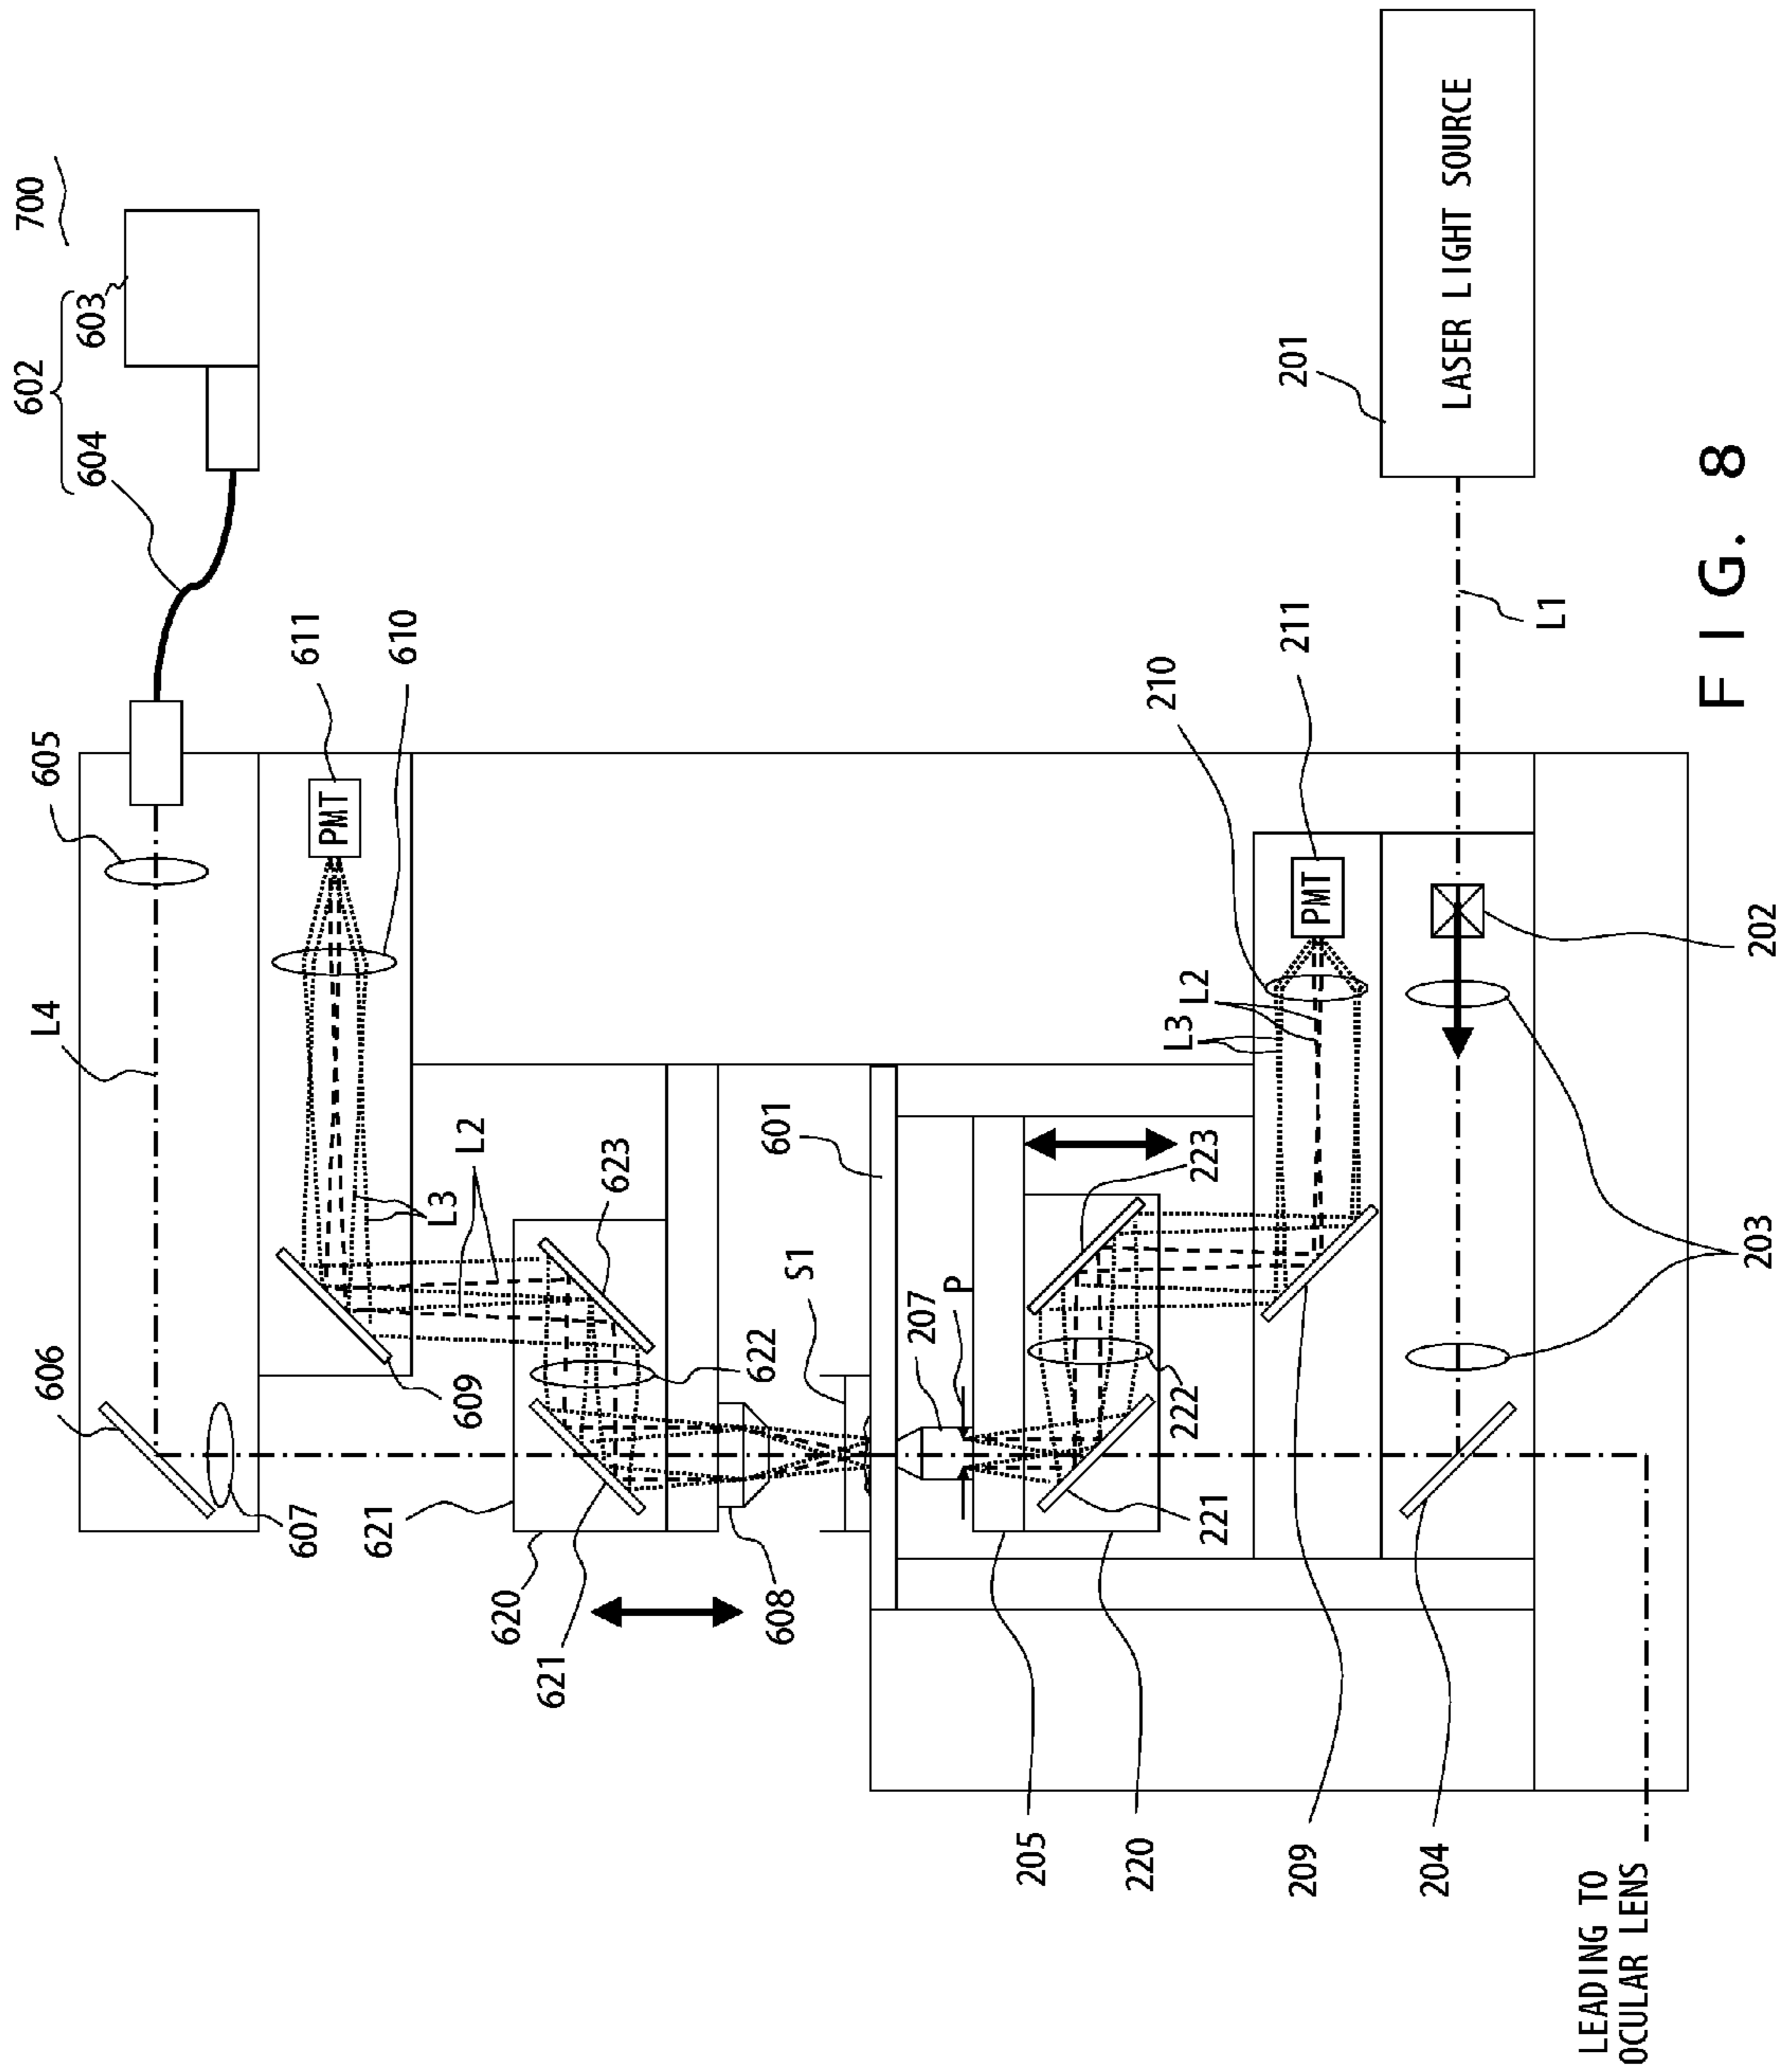 700
602
604
603
605
L4
606
607
611
610
PMT
L2
L3
623
609
622
621
620
621
608
601
S1
207
P
223
222
221
210
211
PMT
L2
L3
201
LASER LIGHT SOURCE
L1
202
203
205
220
209
204
LEADING TO
OCULAR LENS
FIG. 8